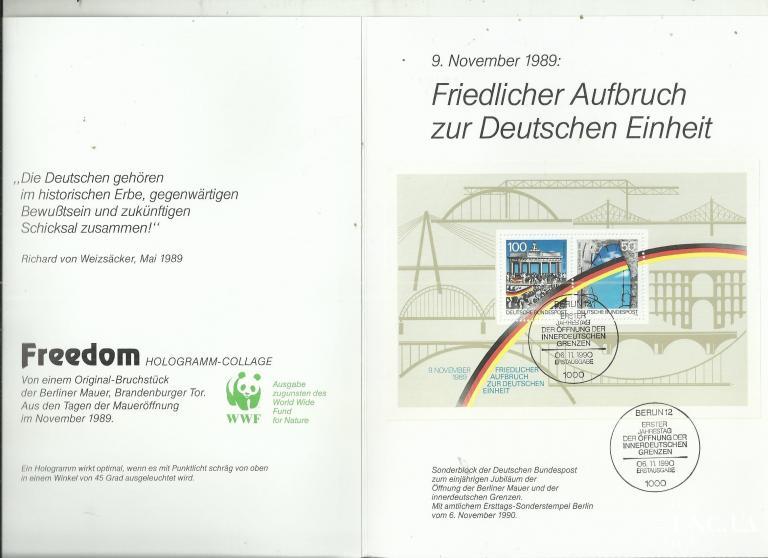 „Die Deutschen gehören
im historischen Erbe, gegenwärtigen
Bewußtsein und zukünftigen
Schicksal zusammen!“
Richard von Weizsäcker, Mai 1989
Freedom HOLOGRAMM-COLLAGE
Von einem Original-Bruchstück
der Berliner Mauer, Brandenburger Tor.
Aus den Tagen der Maueröffnung
im November 1989.
WWF
Ausgabe
zugunsten des
World Wide
Fund
for Nature
Ein Hologramm wirkt optimal, wenn es mit Punktlicht schräg von oben
in einem Winkel von 45 Grad ausgeleuchtet wird.
9. November 1989:
Friedlicher Aufbruch
zur Deutschen Einheit
100
50
DEUTSCHE BUNDESPOST
DEUTSCHE BUNDESPOST
9. NOVEMBER
1989
FRIEDLICHER
AUFBRUCH
ZUR DEUTSCHEN
EINHEIT
BERLIN 12
ERSTER
JAHRESTAG
DER ÖFFNUNG DER
INNERDEUTSCHEN
GRENZEN
06.11.1990
ERSTAUSGABE
1000
BERLIN 12
ERSTER
JAHRESTAG
DER ÖFFNUNG DER
INNERDEUTSCHEN
GRENZEN
06.11.1990
ERSTAUSGABE
1000
Sonderblock der Deutschen Bundespost
zum einjährigen Jubiläum der
Öffnung der Berliner Mauer und der
innerdeutschen Grenzen.
Mit amtlichem Ersttags-Sonderstempel Berlin
vom 6. November 1990.